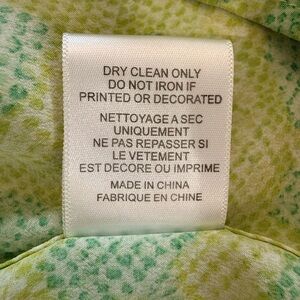 DRY CLEAN ONLY
DO NOT IRON IF
PRINTED OR DECORATED
NETTOYAGE A SEC
UNIQUEMENT
NE PAS REPASSER SI
LE VETEMENT
EST DECORE OU IMPRIME
MADE IN CHINA
FABRIQUE EN CHINE